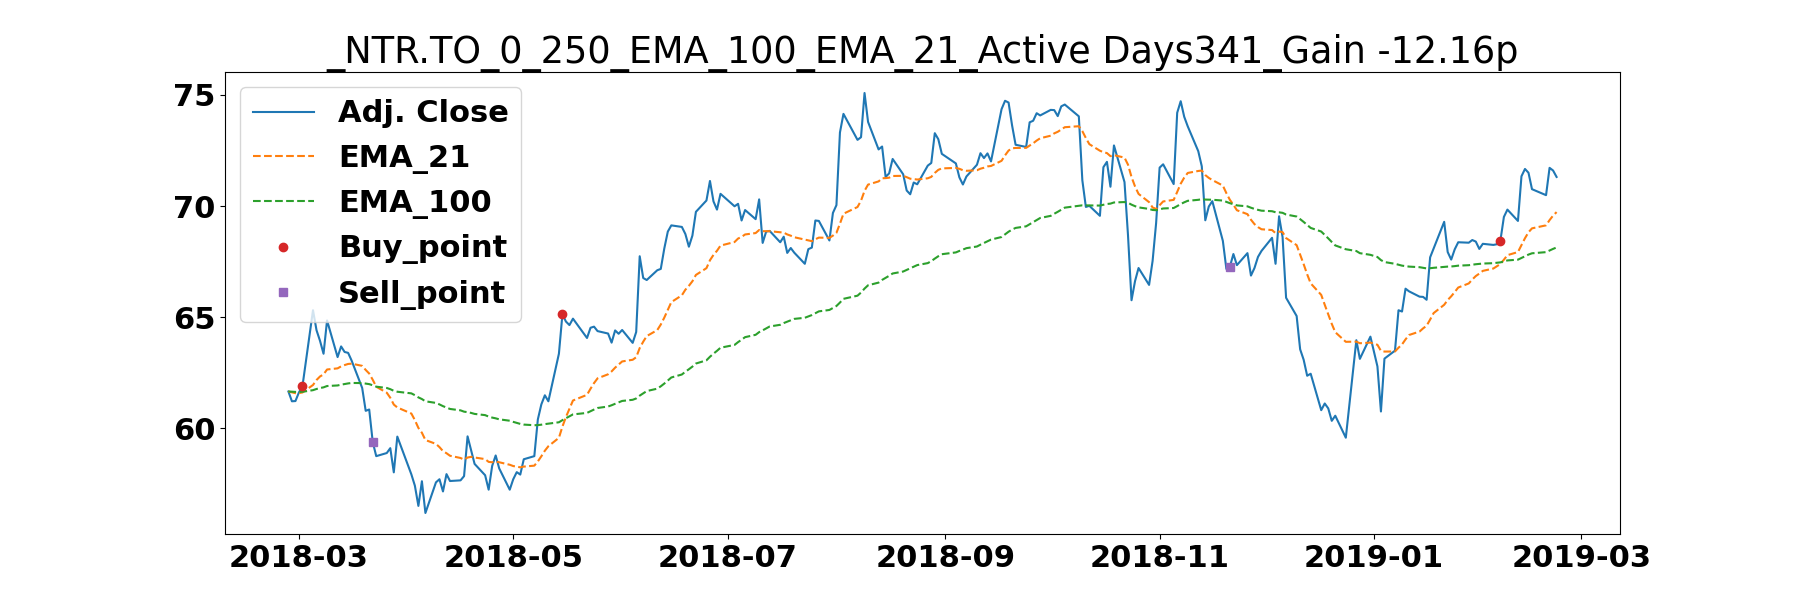 _NTR.TO_0_250_EMA_100_EMA_21_Active Days341_Gain -12.16p
75
70
65
60
Adj. Close
EMA_21
EMA_100
Buy_point
Sell_point
2018-03 2018-05 2018-07 2018-09 2018-11 2019-01 2019-03